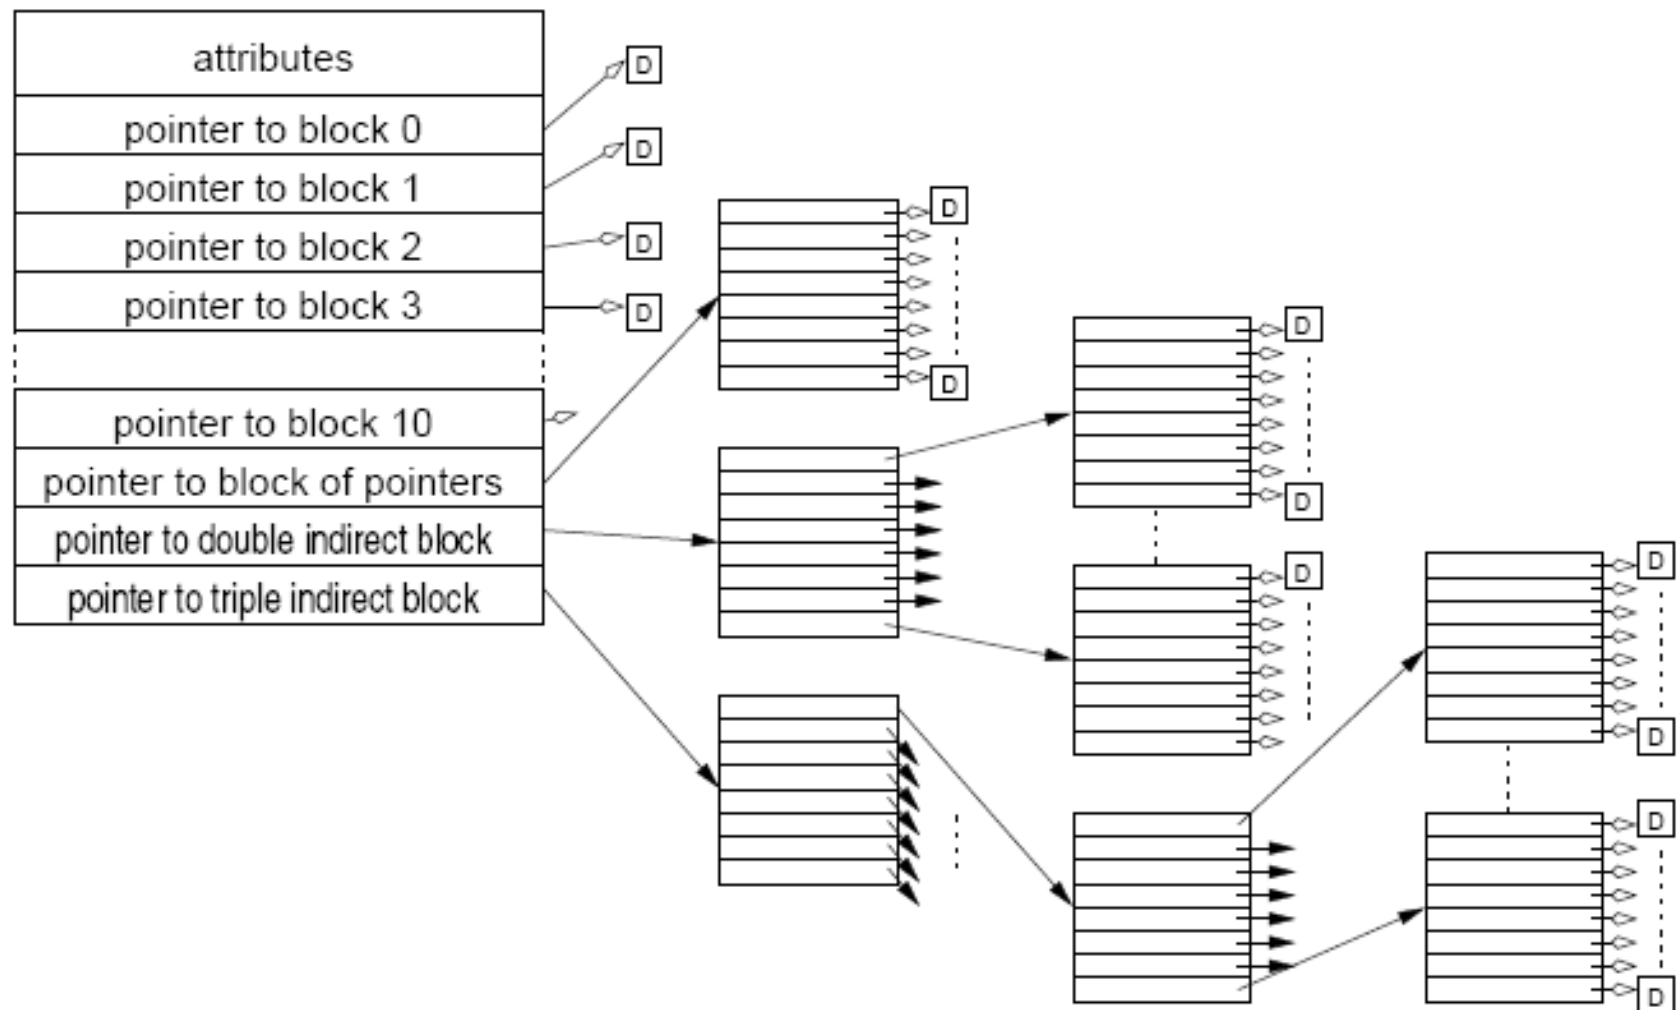 attributes
pointer to block 0
pointer to block 1
pointer to block 2
pointer to block 3
pointer to block 10
pointer to block of pointers
pointer to double indirect block
pointer to triple indirect block
D
D
D
D
D
D
D
D
D
D
D
D
D